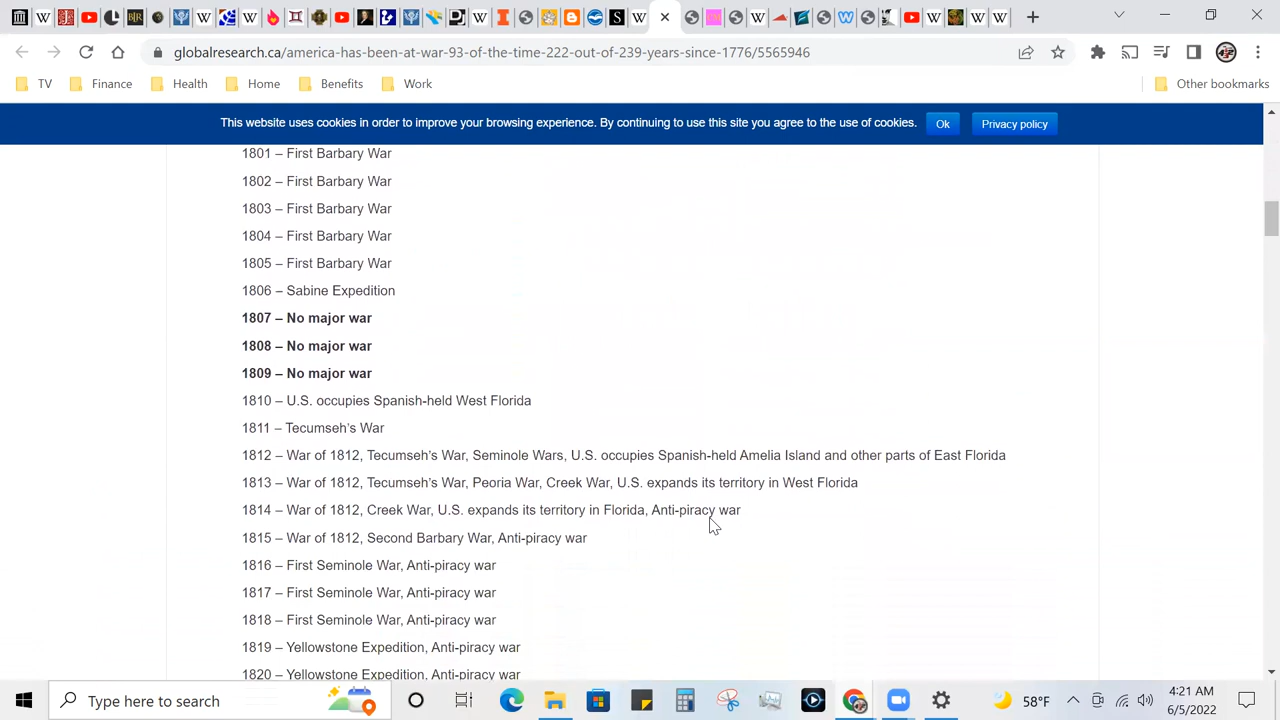 globalresearch.ca/america-has-been-at-war-93-of-the-time-222-out-of-239-years-since-1776/5565946
TV Finance Health Home Benefits Work Other bookmarks
This website uses cookies in order to improve your browsing experience. By continuing to use this site you agree to the use of cookies. Ok Privacy policy
1801 – First Barbary War
1802 – First Barbary War
1803 – First Barbary War
1804 – First Barbary War
1805 – First Barbary War
1806 – Sabine Expedition
1807 – No major war
1808 – No major war
1809 – No major war
1810 – U.S. occupies Spanish-held West Florida
1811 – Tecumseh's War
1812 – War of 1812, Tecumseh's War, Seminole Wars, U.S. occupies Spanish-held Amelia Island and other parts of East Florida
1813 – War of 1812, Tecumseh's War, Peoria War, Creek War, U.S. expands its territory in West Florida
1814 – War of 1812, Creek War, U.S. expands its territory in Florida, Anti-piracy war
1815 – War of 1812, Second Barbary War, Anti-piracy war
1816 – First Seminole War, Anti-piracy war
1817 – First Seminole War, Anti-piracy war
1818 – First Seminole War, Anti-piracy war
1819 – Yellowstone Expedition, Anti-piracy war
1820 – Yellowstone Expedition, Anti-piracy war
Type here to search 58°F 4:21 AM
6/5/2022